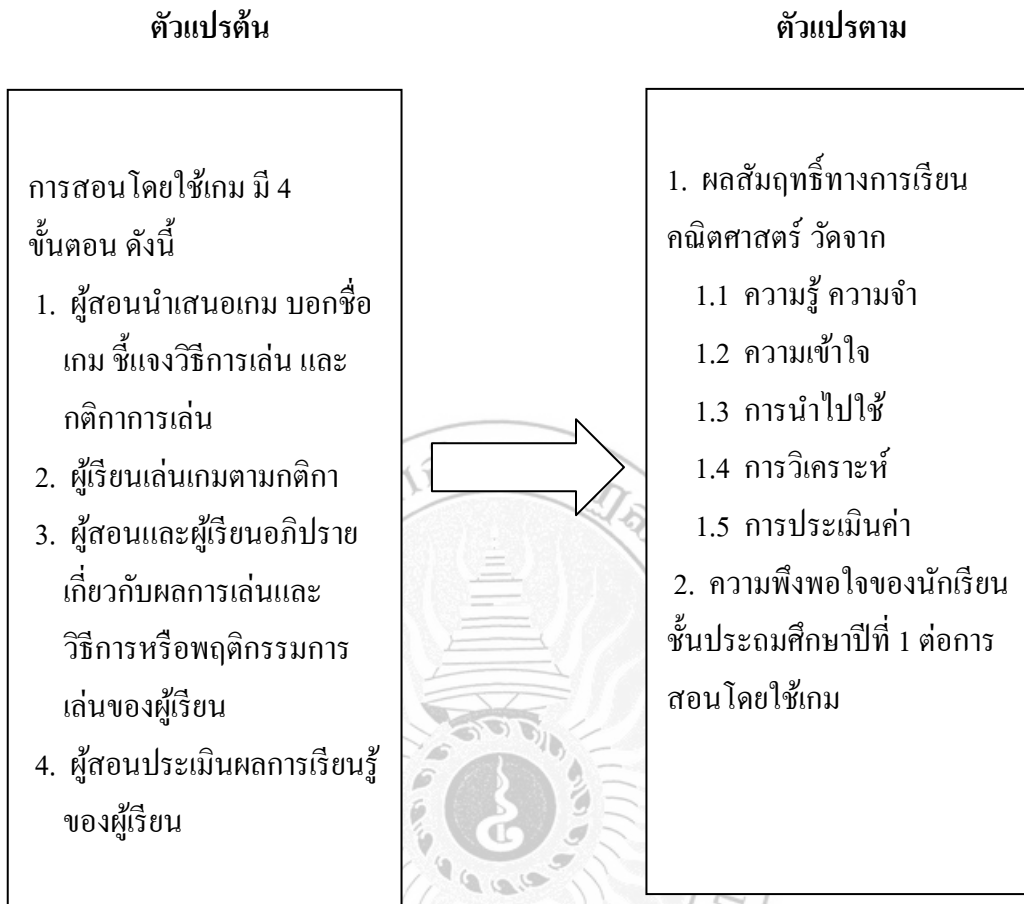 ตัวแปรต้น
ตัวแปรตาม
การสอนโดยใช้เกม มี 4
ขั้นตอน ดังนี้
1. ผู้สอนนำเสนอเกม บอกชื่อ
เกม ชี้แจงวิธีการเล่น และ
กติกาการเล่น
2. ผู้เรียนเล่นเกมตามกติกา
3. ผู้สอนและผู้เรียนอภิปราย
เกี่ยวกับผลการเล่นและ
วิธีการหรือพฤติกรรมการ
เล่นของผู้เรียน
4. ผู้สอนประเมินผลการเรียนรู้
ของผู้เรียน
1. ผลสัมฤทธิ์ทางการเรียน
คณิตศาสตร์ วัดจาก
1.1 ความรู้ ความจำ
1.2 ความเข้าใจ
1.3 การนำไปใช้
1.4 การวิเคราะห์
1.5 การประเมินค่า
2. ความพึงพอใจของนักเรียน
ชั้นประถมศึกษาปีที่ 1 ต่อการ
สอนโดยใช้เกม